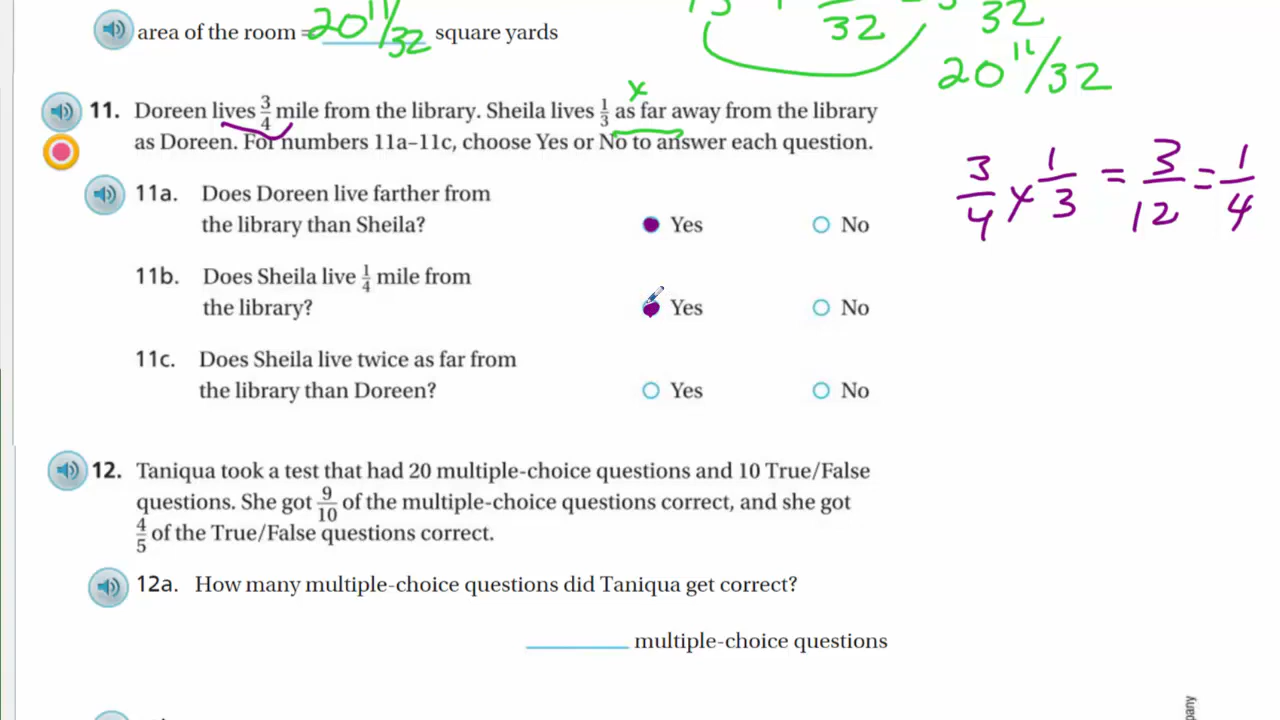 area of the room = 20 11/32 square yards
32
32
20 11/32
11. Doreen lives 3/4 mile from the library. Sheila lives 1/3 as far away from the library
x
as Doreen. For numbers 11a–11c, choose Yes or No to answer each question.
3/4 x 1/3 = 3/12 = 1/4
11a. Does Doreen live farther from
the library than Sheila? Yes No
11b. Does Sheila live 1/4 mile from
the library? Yes No
11c. Does Sheila live twice as far from
the library than Doreen? Yes No
12. Taniqua took a test that had 20 multiple-choice questions and 10 True/False
questions. She got 9/10 of the multiple-choice questions correct, and she got
4/5 of the True/False questions correct.
12a. How many multiple-choice questions did Taniqua get correct?
multiple-choice questions
pany